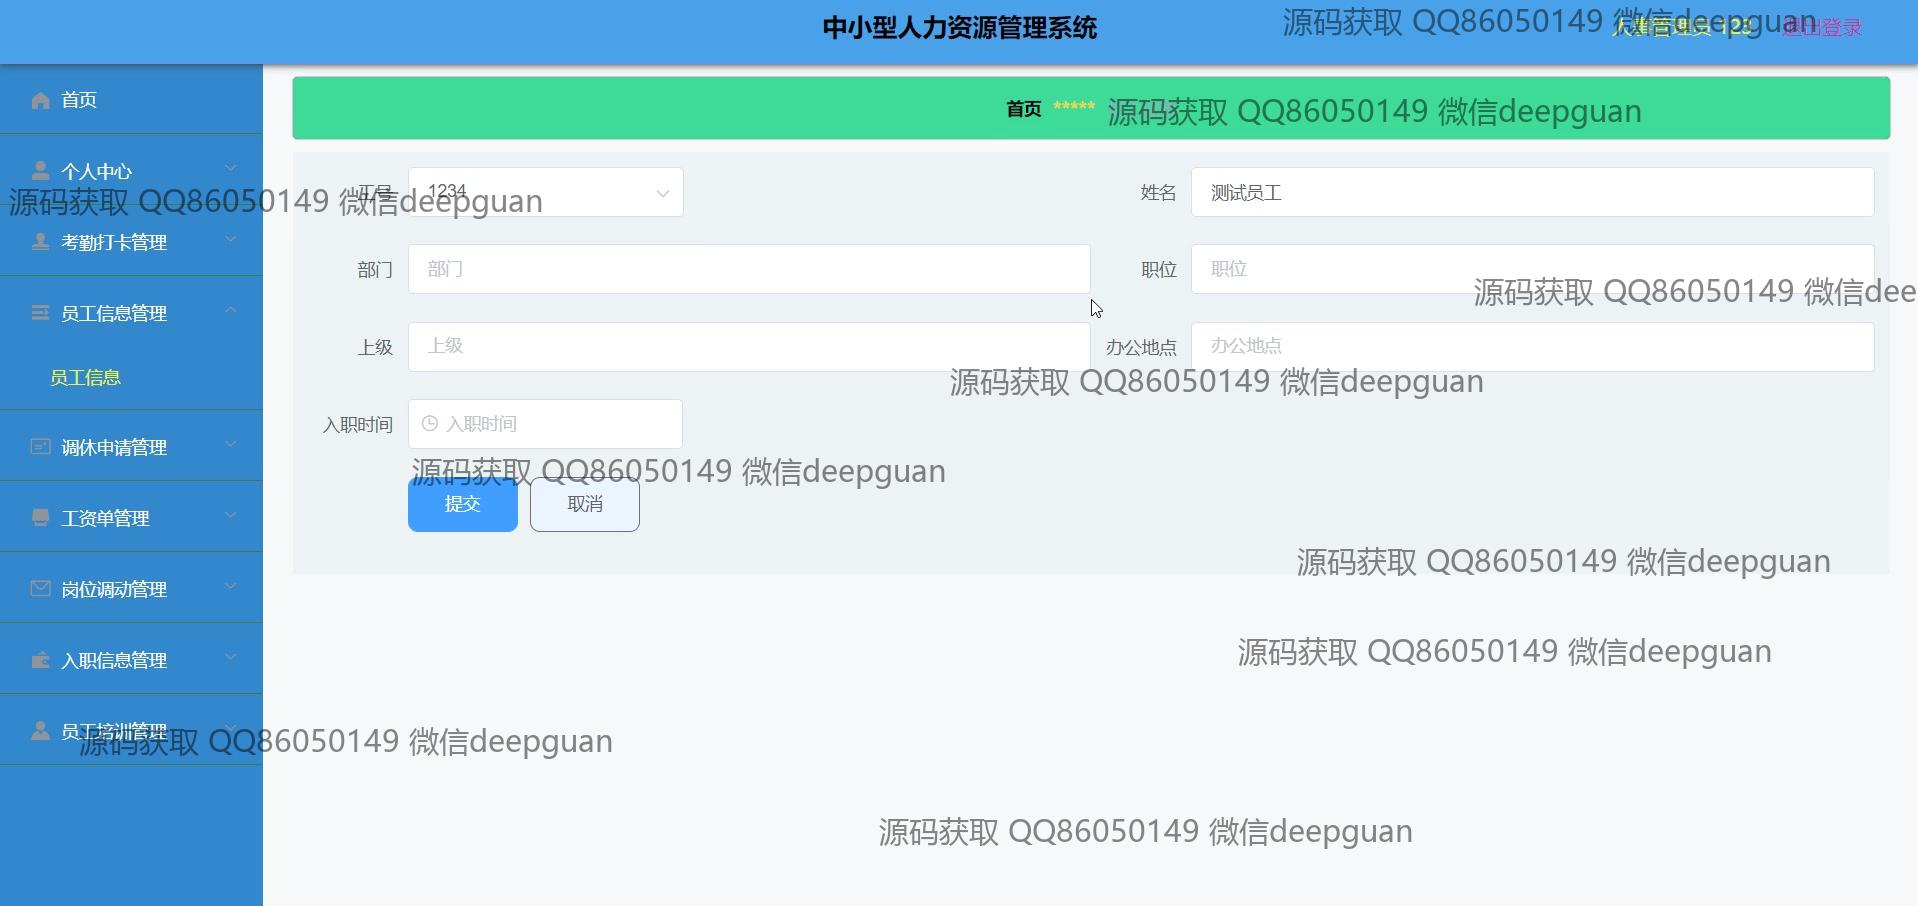 中小型人力资源管理系统
源码获取 QQ86050149 微信deepguan
人事管理员 123
退出登录
首页
首页 *****
源码获取 QQ86050149 微信deepguan
个人中心
工号 1234
姓名 测试员工
源码获取 QQ86050149 微信deepguan
考勤打卡管理
部门 部门
职位 职位
源码获取 QQ86050149 微信dee
员工信息管理
上级 上级
办公地点 办公地点
员工信息
源码获取 QQ86050149 微信deepguan
入职时间 入职时间
调休申请管理
源码获取 QQ86050149 微信deepguan
提交 取消
工资单管理
源码获取 QQ86050149 微信deepguan
岗位调动管理
源码获取 QQ86050149 微信deepguan
入职信息管理
员工培训管理
源码获取 QQ86050149 微信deepguan
源码获取 QQ86050149 微信deepguan